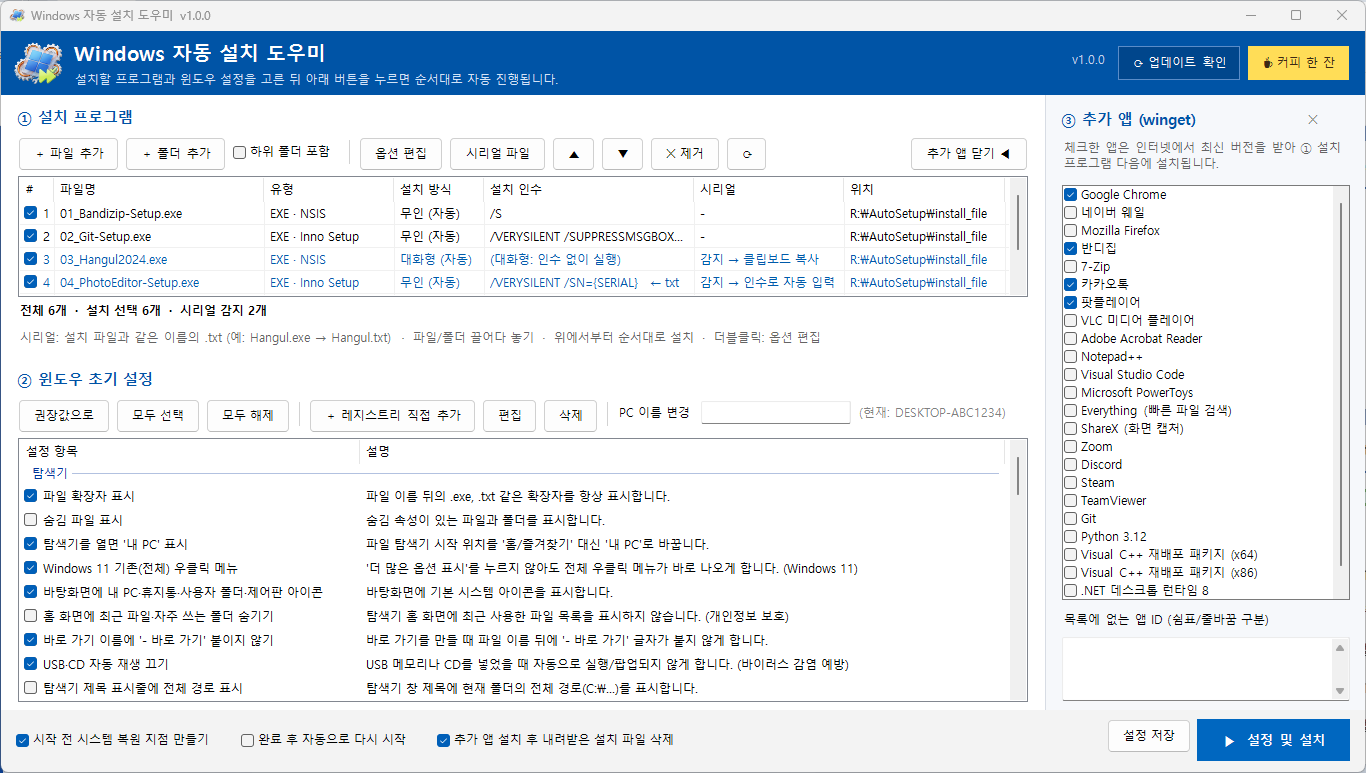 Windows 자동 설치 도우미 v1.0.0
Windows 자동 설치 도우미
설치할 프로그램과 윈도우 설정을 고른 뒤 아래 버튼을 누르면 순서대로 자동 진행됩니다.
v1.0.0
⟳ 업데이트 확인
커피 한 잔
① 설치 프로그램
+ 파일 추가
+ 폴더 추가
하위 폴더 포함
옵션 편집
시리얼 파일
▲
▼
✕ 제거
⟳
추가 앱 닫기 ◀
# 파일명 유형 설치 방식 설치 인수 시리얼 위치
1 01_Bandizip-Setup.exe EXE · NSIS 무인 (자동) /S - R:₩AutoSetup₩install_file
2 02_Git-Setup.exe EXE · Inno Setup 무인 (자동) /VERYSILENT /SUPPRESSMSGBOX... - R:₩AutoSetup₩install_file
3 03_Hangul2024.exe EXE · NSIS 대화형 (자동) (대화형: 인수 없이 실행) 감지 → 클립보드 복사 R:₩AutoSetup₩install_file
4 04_PhotoEditor-Setup.exe EXE · Inno Setup 무인 (자동) /VERYSILENT /SN={SERIAL} ← txt 감지 → 인수로 자동 입력 R:₩AutoSetup₩install_file
전체 6개 · 설치 선택 6개 · 시리얼 감지 2개
시리얼: 설치 파일과 같은 이름의 .txt (예: Hangul.exe → Hangul.txt) · 파일/폴더 끌어다 놓기 · 위에서부터 순서대로 설치 · 더블클릭: 옵션 편집
② 윈도우 초기 설정
권장값으로
모두 선택
모두 해제
+ 레지스트리 직접 추가
편집
삭제
PC 이름 변경
(현재: DESKTOP-ABC1234)
설정 항목 설명
탐색기
파일 확장자 표시 파일 이름 뒤의 .exe, .txt 같은 확장자를 항상 표시합니다.
숨김 파일 표시 숨김 속성이 있는 파일과 폴더를 표시합니다.
탐색기를 열면 '내 PC' 표시 파일 탐색기 시작 위치를 '홈/즐겨찾기' 대신 '내 PC'로 바꿉니다.
Windows 11 기존(전체) 우클릭 메뉴 '더 많은 옵션 표시'를 누르지 않아도 전체 우클릭 메뉴가 바로 나오게 합니다. (Windows 11)
바탕화면에 내 PC·휴지통·사용자 폴더·제어판 아이콘 바탕화면에 기본 시스템 아이콘을 표시합니다.
홈 화면에 최근 파일·자주 쓰는 폴더 숨기기 탐색기 홈 화면에 최근 사용한 파일 목록을 표시하지 않습니다. (개인정보 보호)
바로 가기 이름에 '- 바로 가기' 붙이지 않기 바로 가기를 만들 때 파일 이름 뒤에 '- 바로 가기' 글자가 붙지 않게 합니다.
USB·CD 자동 재생 끄기 USB 메모리나 CD를 넣었을 때 자동으로 실행/팝업되지 않게 합니다. (바이러스 감염 예방)
탐색기 제목 표시줄에 전체 경로 표시 탐색기 창 제목에 현재 폴더의 전체 경로(C:₩...)를 표시합니다.
③ 추가 앱 (winget)
체크한 앱은 인터넷에서 최신 버전을 받아 ① 설치
프로그램 다음에 설치됩니다.
Google Chrome
네이버 웨일
Mozilla Firefox
반디집
7-Zip
카카오톡
팟플레이어
VLC 미디어 플레이어
Adobe Acrobat Reader
Notepad++
Visual Studio Code
Microsoft PowerToys
Everything (빠른 파일 검색)
ShareX (화면 캡처)
Zoom
Discord
Steam
TeamViewer
Git
Python 3.12
Visual C++ 재배포 패키지 (x64)
Visual C++ 재배포 패키지 (x86)
.NET 데스크톱 런타임 8
목록에 없는 앱 ID (쉼표/줄바꿈 구분)
시작 전 시스템 복원 지점 만들기
완료 후 자동으로 다시 시작
추가 앱 설치 후 내려받은 설치 파일 삭제
설정 저장
▶ 설정 및 설치